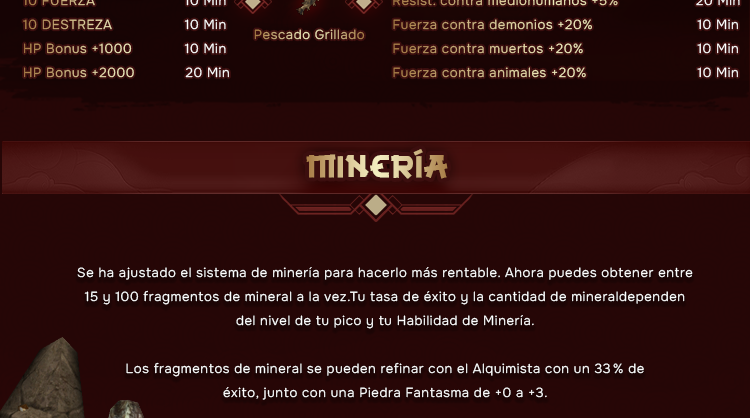 10 FUERZA 10 Min
Resist. contra mediohumanos +5% 20 Min
10 DESTREZA 10 Min
Fuerza contra demonios +20% 10 Min
Pescado Grillado
HP Bonus +1000 10 Min
Fuerza contra muertos +20% 10 Min
HP Bonus +2000 20 Min
Fuerza contra animales +20% 10 Min
MINERÍA
Se ha ajustado el sistema de minería para hacerlo más rentable. Ahora puedes obtener entre
15 y 100 fragmentos de mineral a la vez.Tu tasa de éxito y la cantidad de mineraldependen
del nivel de tu pico y tu Habilidad de Minería.
Los fragmentos de mineral se pueden refinar con el Alquimista con un 33 % de
éxito, junto con una Piedra Fantasma de +0 a +3.